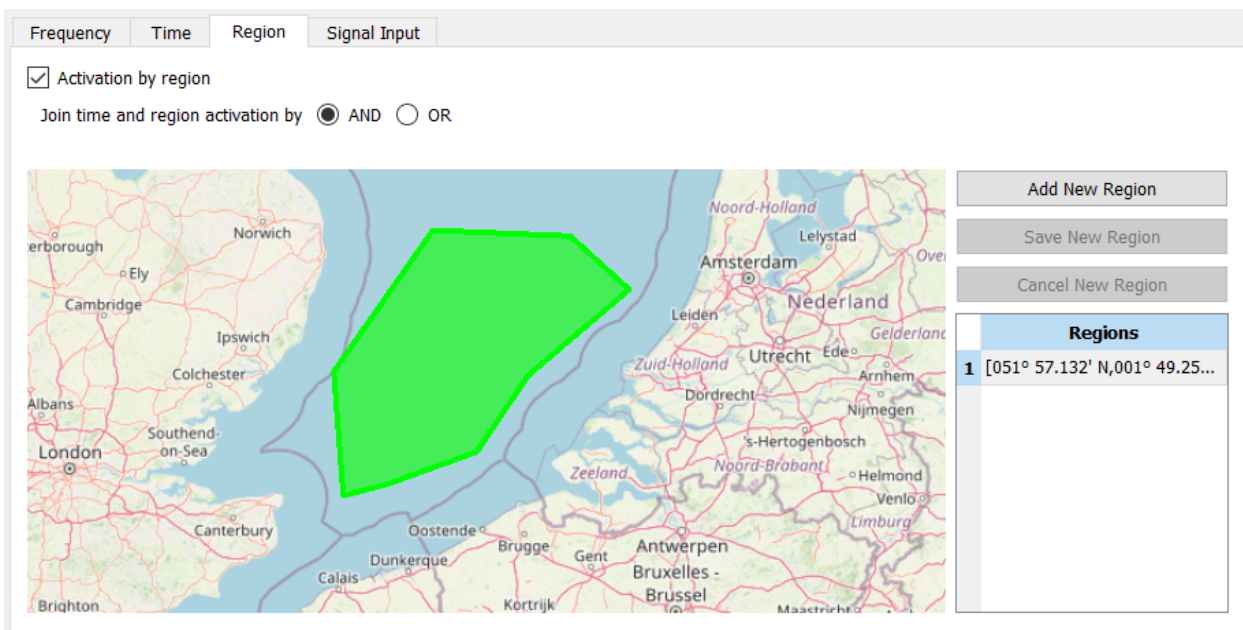 Frequency Time Region Signal Input
Activation by region
Join time and region activation by AND OR
Add New Region
Save New Region
Cancel New Region
Regions
1 [051º 57.132' N,001º 49.25...
Noord-Holland
Norwich
Lelystad
erborough
Over
Amsterdam
Ely
Cambridge
Nederland
Leiden
Ipswich
Gelderland
Zuid-Holland
Utrecht
Ede
Colchester
Arnhem
Dordrecht
Albans
Nijmegen
Southend-
on-Sea
London
's-Hertogenbosch
Zeeland
Noord-Brabant
Helmond
Venlo
Limburg
Canterbury
Oostende
Brugge
Gent
Antwerpen
Dunkerque
Calais
Bruxelles -
Brussel
Brighton
Kortrijk
Maastricht